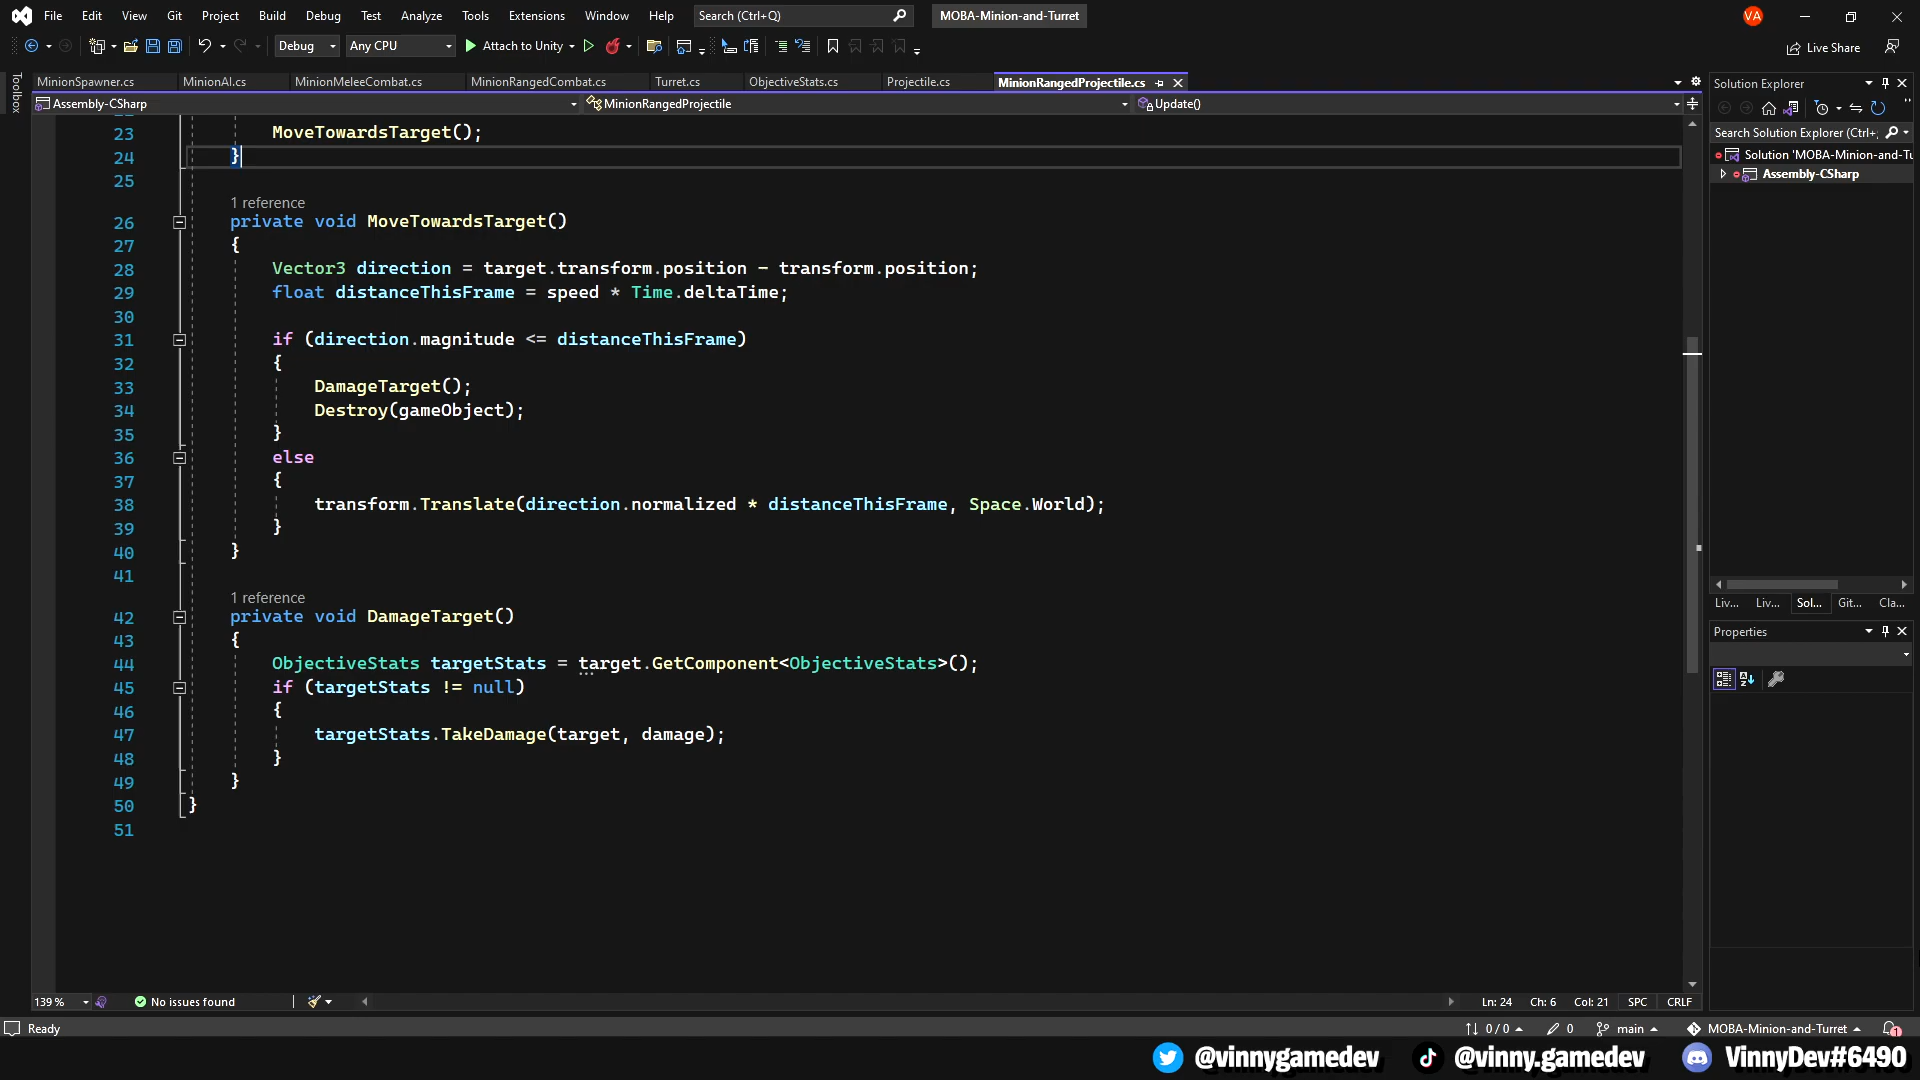 File Edit View Git Project Build Debug Test Analyze Tools Extensions Window Help Search (Ctrl+Q) MOBA-Minion-and-Turret VA
Debug Any CPU Attach to Unity Live Share
Toolbox
MinionSpawner.cs MinionAI.cs MinionMeleeCombat.cs MinionRangedCombat.cs Turret.cs ObjectiveStats.cs Projectile.cs MinionRangedProjectile.cs
Assembly-CSharp MinionRangedProjectile Update()
23 MoveTowardsTarget();
24 }
25
1 reference
26 private void MoveTowardsTarget()
27 {
28 Vector3 direction = target.transform.position - transform.position;
29 float distanceThisFrame = speed * Time.deltaTime;
30
31 if (direction.magnitude <= distanceThisFrame)
32 {
33 DamageTarget();
34 Destroy(gameObject);
35 }
36 else
37 {
38 transform.Translate(direction.normalized * distanceThisFrame, Space.World);
39 }
40 }
41
1 reference
42 private void DamageTarget()
43 {
44 ObjectiveStats targetStats = target.GetComponent<ObjectiveStats>();
45 if (targetStats != null)
46 {
47 targetStats.TakeDamage(target, damage);
48 }
49 }
50 }
51
Solution Explorer
Search Solution Explorer (Ctrl+;
Solution 'MOBA-Minion-and-Tu
Assembly-CSharp
Liv... Liv... Sol... Git... Cla...
Properties
139 % No issues found Ln: 24 Ch: 6 Col: 21 SPC CRLF
Ready 0 / 0 0 main MOBA-Minion-and-Turret 1
@vinnygamedev @vinny.gamedev VinnyDev#6490